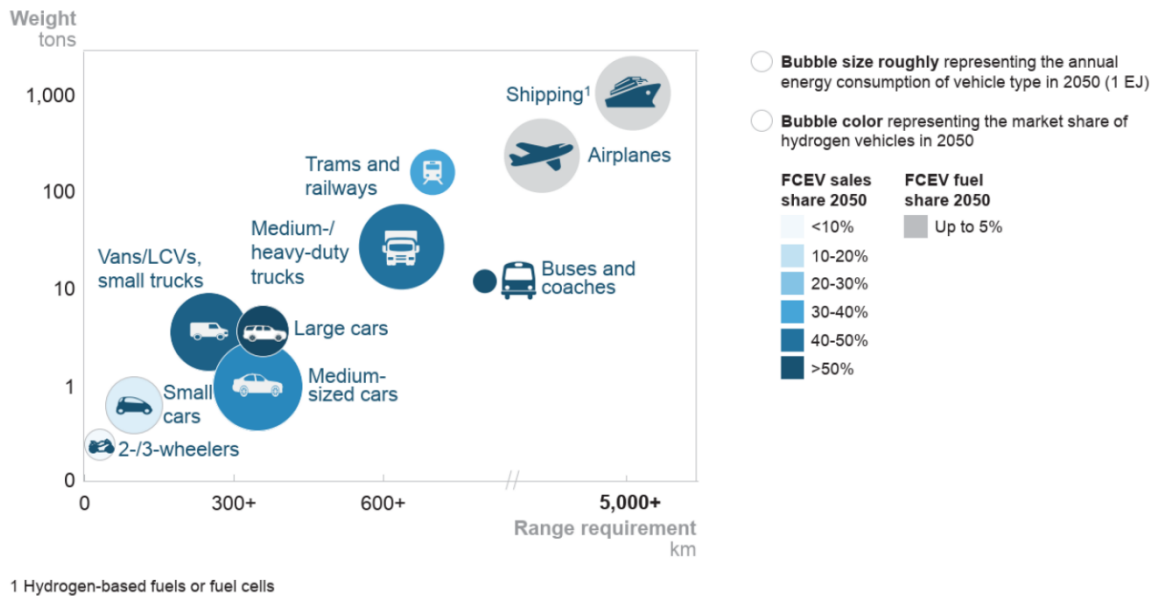 Weight
tons
1,000
100
10
1
0
Shipping1
Airplanes
Trams and
railways
Medium-/
heavy-duty
trucks
Vans/LCVs,
small trucks
Buses and
coaches
Large cars
Medium-
sized cars
Small
cars
2-/3-wheelers
0
300+
600+
5,000+
Range requirement
km
Bubble size roughly representing the annual
energy consumption of vehicle type in 2050 (1 EJ)
Bubble color representing the market share of
hydrogen vehicles in 2050
FCEV sales
share 2050
<10%
10-20%
20-30%
30-40%
40-50%
>50%
FCEV fuel
share 2050
Up to 5%
1 Hydrogen-based fuels or fuel cells